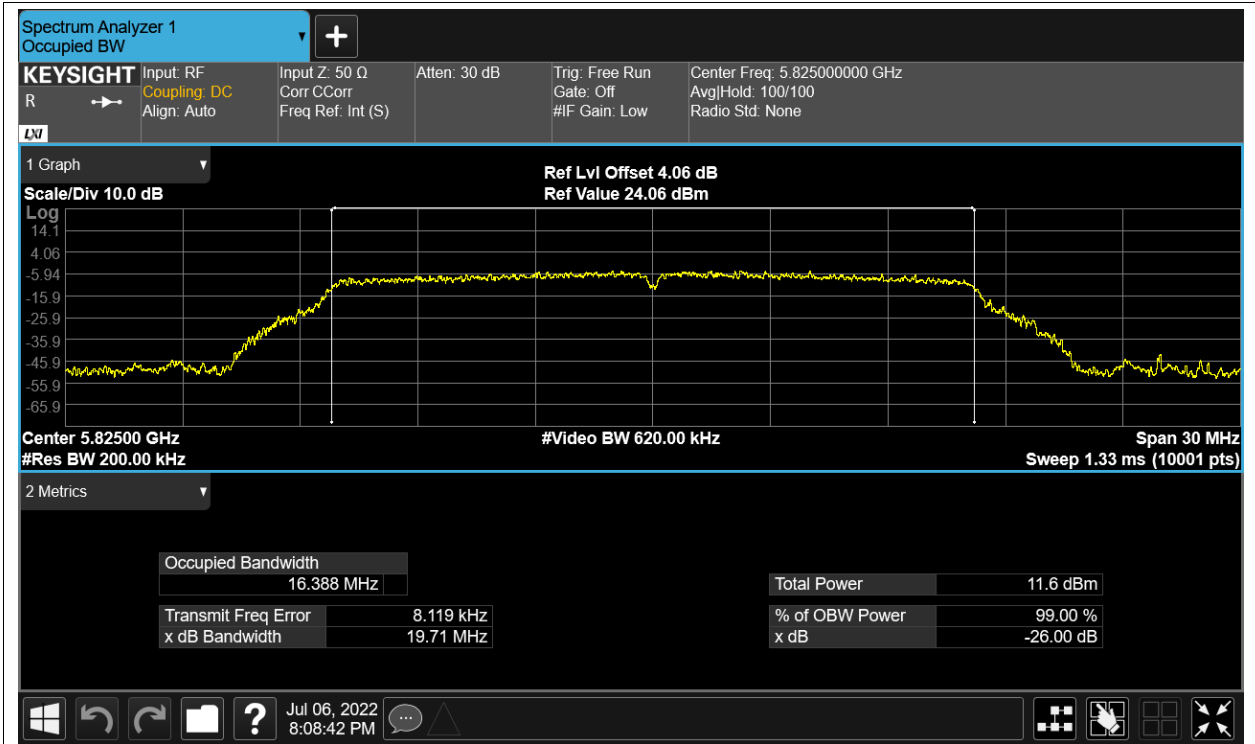 Spectrum Analyzer 1
Occupied BW
KEYSIGHT
R
LXI
Input: RF
Coupling: DC
Align: Auto
Input Z: 50 Ω
Corr CCorr
Freq Ref: Int (S)
Atten: 30 dB
Trig: Free Run
Gate: Off
#IF Gain: Low
Center Freq: 5.825000000 GHz
Avg|Hold: 100/100
Radio Std: None
1 Graph
Scale/Div 10.0 dB
Ref Lvl Offset 4.06 dB
Ref Value 24.06 dBm
Log
14.1
4.06
-5.94
-15.9
-25.9
-35.9
-45.9
-55.9
-65.9
Center 5.82500 GHz
#Video BW 620.00 kHz
Span 30 MHz
#Res BW 200.00 kHz
Sweep 1.33 ms (10001 pts)
2 Metrics
Occupied Bandwidth
16.388 MHz
Total Power 11.6 dBm
Transmit Freq Error 8.119 kHz
% of OBW Power 99.00 %
x dB Bandwidth 19.71 MHz
x dB -26.00 dB
?
Jul 06, 2022
8:08:42 PM